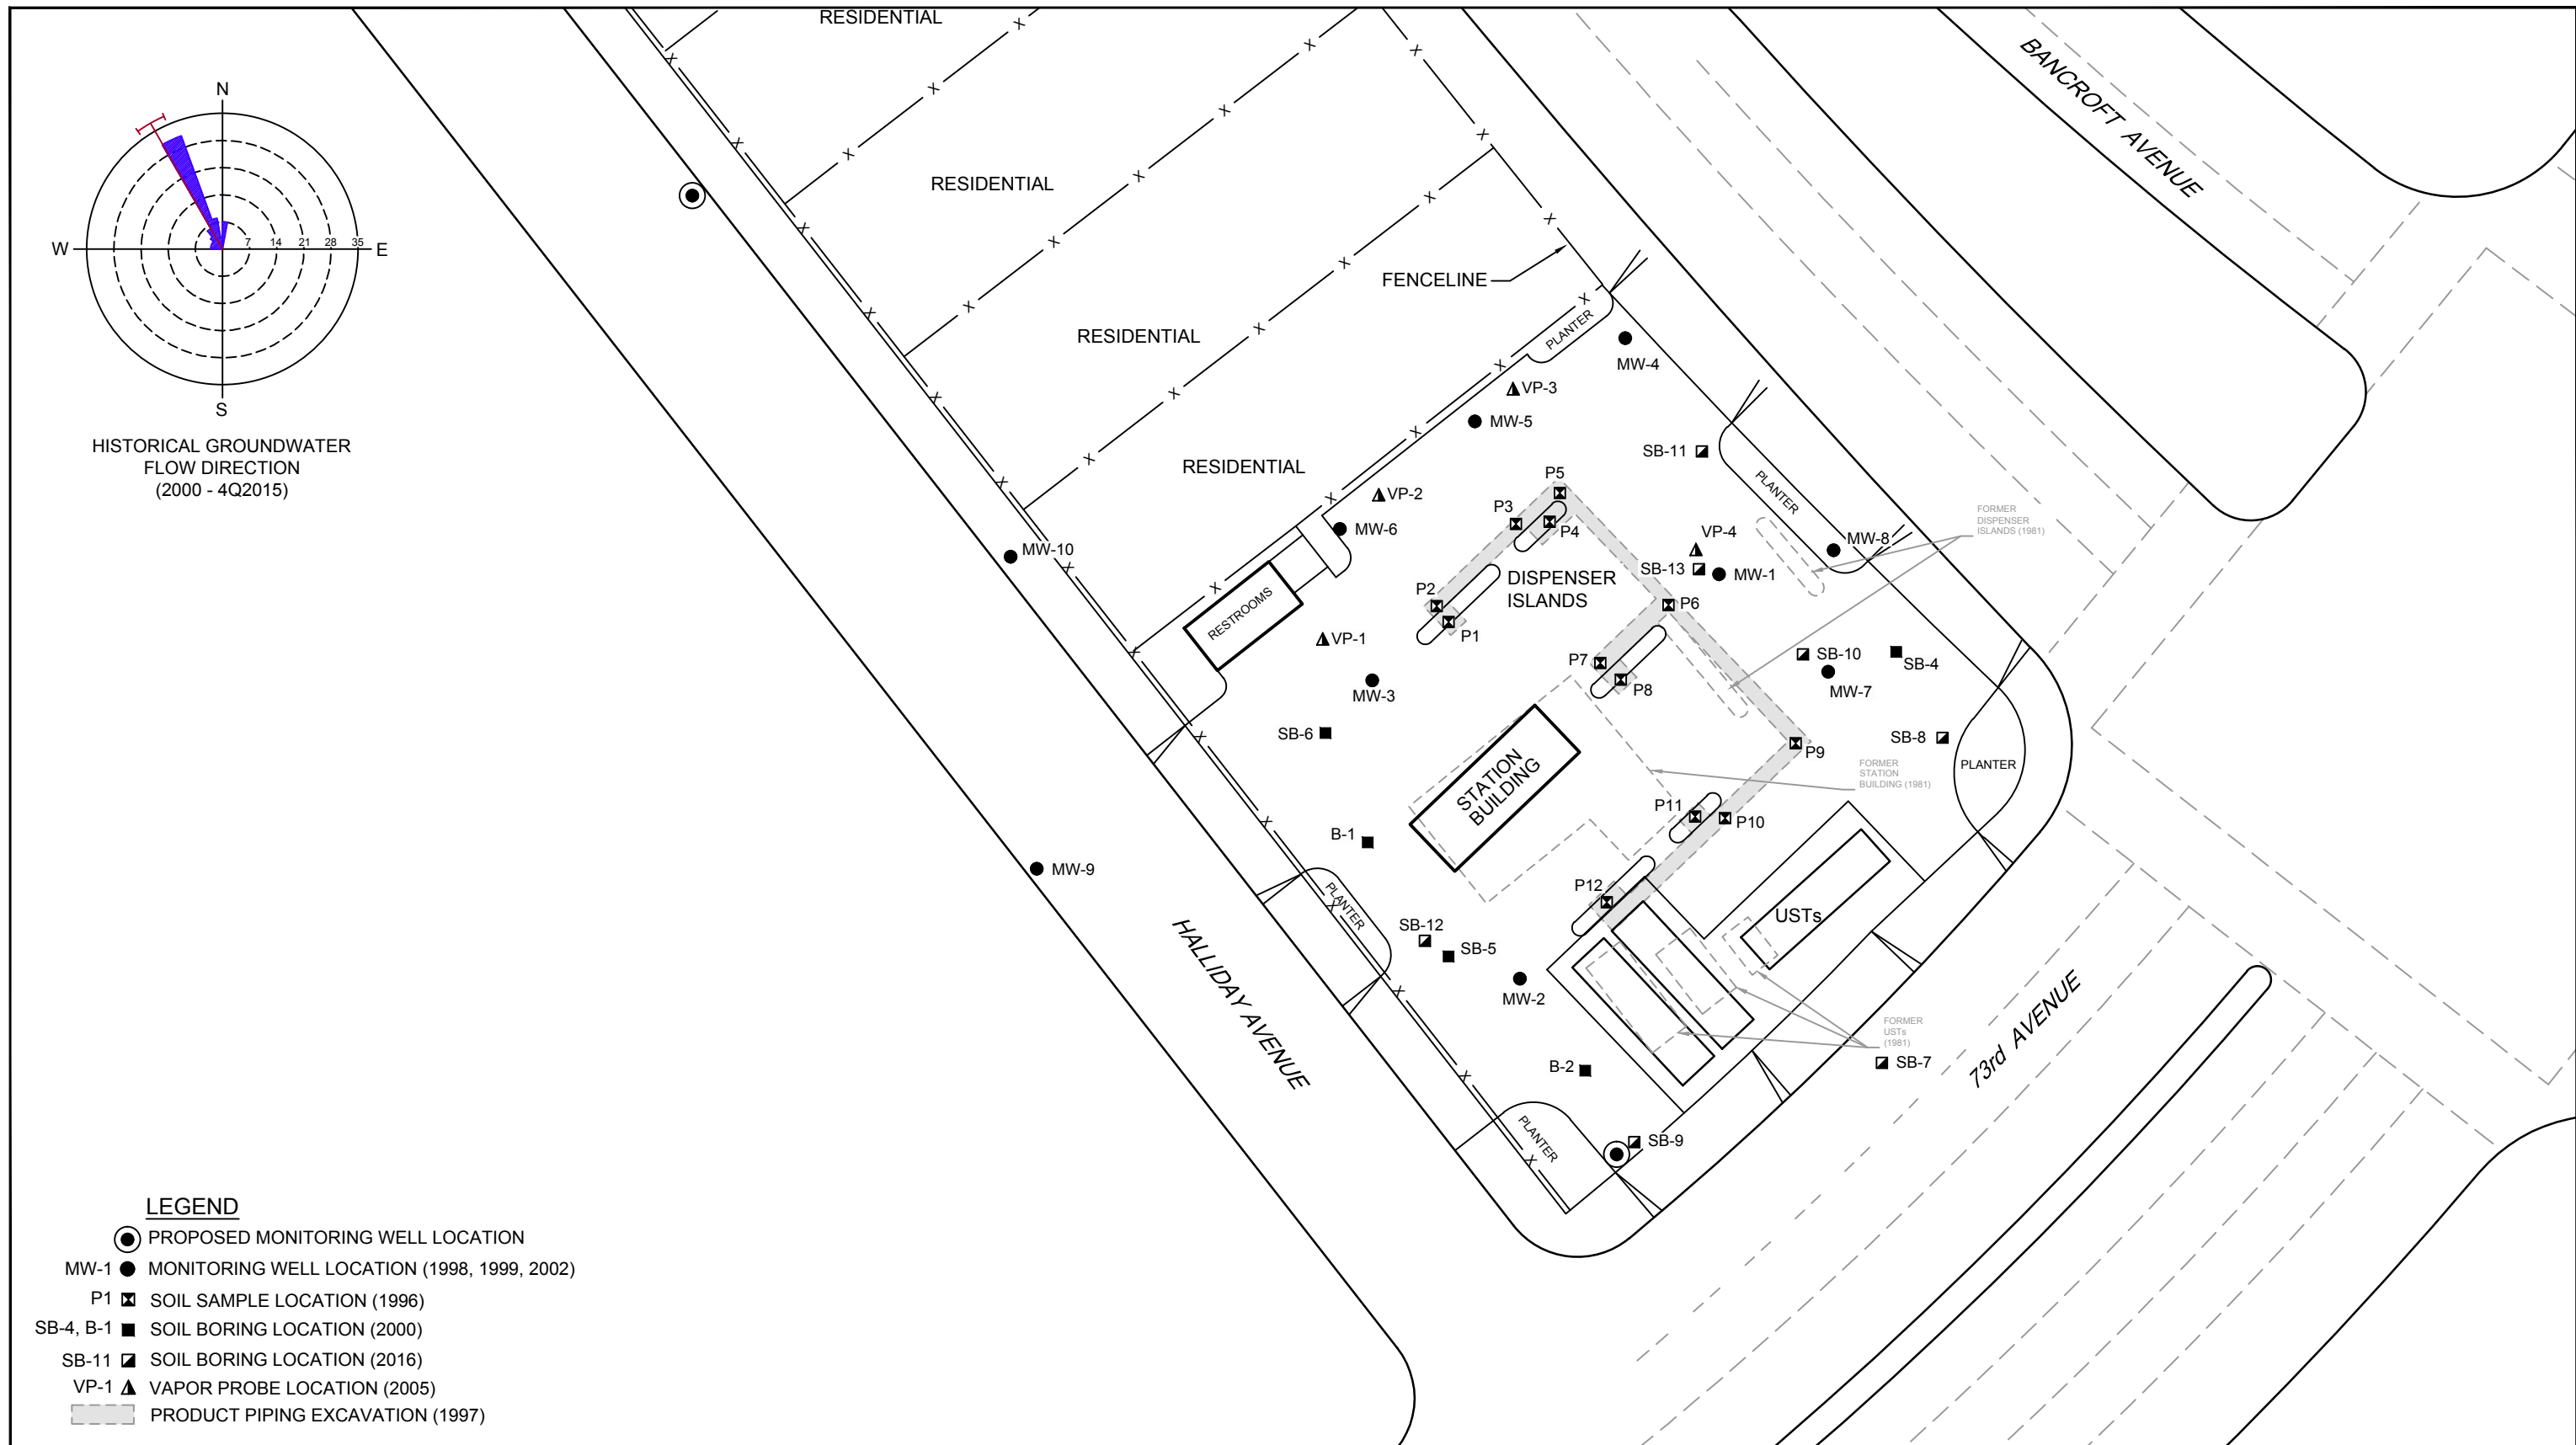 RESIDENTIAL
BANCROFT AVENUE
N
W
7 14 21 28 35
E
S
HISTORICAL GROUNDWATER
FLOW DIRECTION
(2000 - 4Q2015)
RESIDENTIAL
FENCELINE
RESIDENTIAL
PLANTER
MW-4
VP-3
MW-5
SB-11
RESIDENTIAL
VP-2
MW-6
P5
P3
P4
PLANTER
FORMER
DISPENSER
ISLANDS (1981)
VP-4
MW-8
MW-10
SB-13
MW-1
DISPENSER
ISLANDS
P2
P1
P6
RESTROOMS
VP-1
MW-3
P7
P8
SB-10
SB-4
MW-7
SB-6
SB-8
P9
PLANTER
FORMER
STATION
BUILDING (1981)
STATION
BUILDING
P11
P10
B-1
MW-9
PLANTER
P12
USTs
SB-12
SB-5
MW-2
HALLIDAY AVENUE
FORMER
USTs
(1981)
73rd AVENUE
SB-7
B-2
PLANTER
SB-9
LEGEND
PROPOSED MONITORING WELL LOCATION
MW-1 MONITORING WELL LOCATION (1998, 1999, 2002)
P1 SOIL SAMPLE LOCATION (1996)
SB-4, B-1 SOIL BORING LOCATION (2000)
SB-11 SOIL BORING LOCATION (2016)
VP-1 VAPOR PROBE LOCATION (2005)
PRODUCT PIPING EXCAVATION (1997)